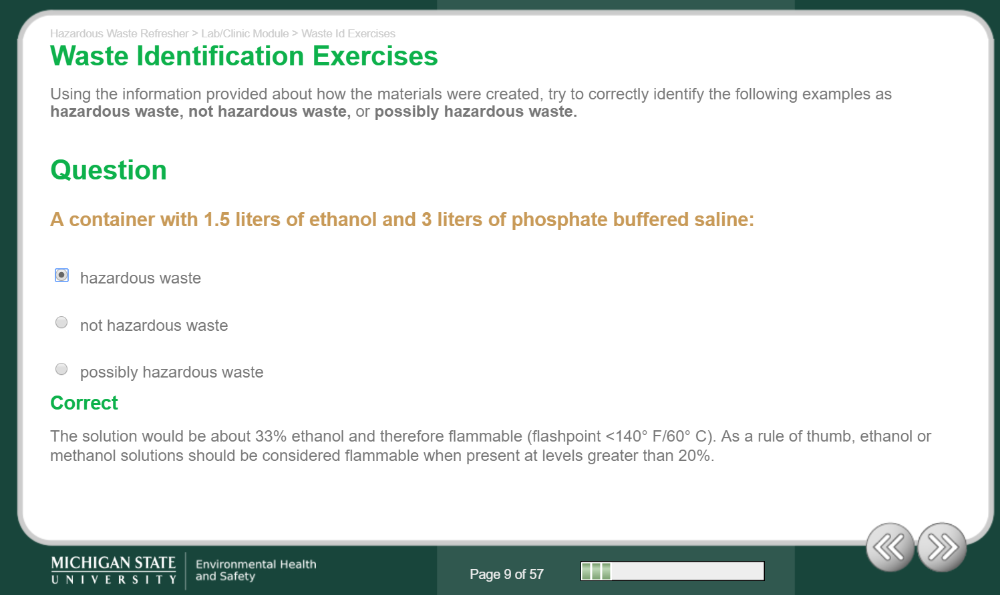 Hazardous Waste Refresher > Lab/Clinic Module > Waste Id Exercises
Waste Identification Exercises
Using the information provided about how the materials were created, try to correctly identify the following examples as
hazardous waste, not hazardous waste, or possibly hazardous waste.
Question
A container with 1.5 liters of ethanol and 3 liters of phosphate buffered saline:
hazardous waste
not hazardous waste
possibly hazardous waste
Correct
The solution would be about 33% ethanol and therefore flammable (flashpoint <140° F/60° C). As a rule of thumb, ethanol or
methanol solutions should be considered flammable when present at levels greater than 20%.
MICHIGAN STATE
UNIVERSITY
Environmental Health
and Safety
Page 9 of 57